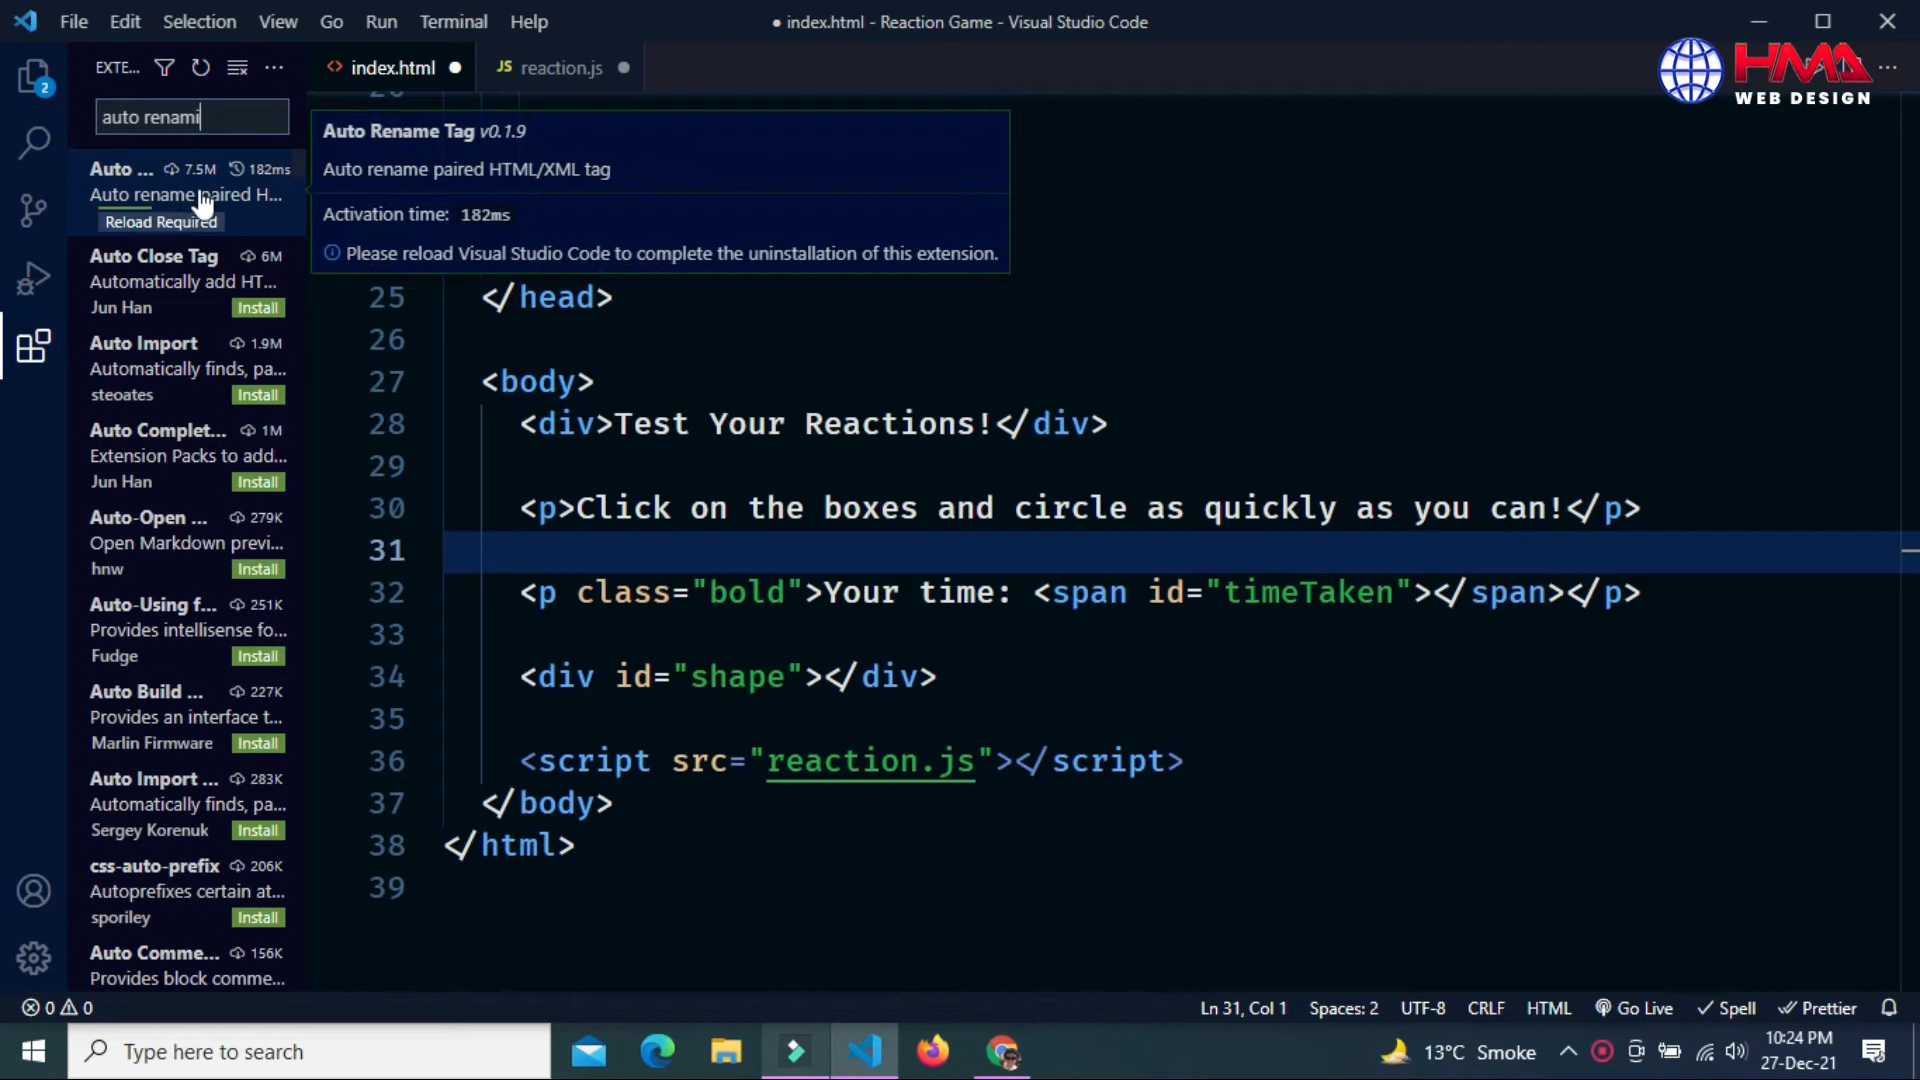 File Edit Selection View Go Run Terminal Help
● index.html - Reaction Game - Visual Studio Code
EXTE...
index.html
JS reaction.js
HMA
WEB DESIGN
auto renami
Auto ... 7.5M 182ms
Auto rename paired H...
Reload Required
Auto Close Tag 6M
Automatically add HT...
Jun Han Install
Auto Import 1.9M
Automatically finds, pa...
steoates Install
Auto Complet... 1M
Extension Packs to add...
Jun Han Install
Auto-Open ... 279K
Open Markdown previ...
hnw Install
Auto-Using f... 251K
Provides intellisense fo...
Fudge Install
Auto Build ... 227K
Provides an interface t...
Marlin Firmware Install
Auto Import ... 283K
Automatically finds, pa...
Sergey Korenuk Install
css-auto-prefix 206K
Autoprefixes certain at...
sporiley Install
Auto Comme... 156K
Provides block comme...
Auto Rename Tag v0.1.9
Auto rename paired HTML/XML tag
Activation time: 182ms
Please reload Visual Studio Code to complete the uninstallation of this extension.
25 </head>
26
27 <body>
28 <div>Test Your Reactions!</div>
29
30 <p>Click on the boxes and circle as quickly as you can!</p>
31
32 <p class="bold">Your time: <span id="timeTaken"></span></p>
33
34 <div id="shape"></div>
35
36 <script src="reaction.js"></script>
37 </body>
38 </html>
39
2
0 0
Ln 31, Col 1 Spaces: 2 UTF-8 CRLF HTML Go Live Spell Prettier
Type here to search
13°C Smoke
10:24 PM
27-Dec-21